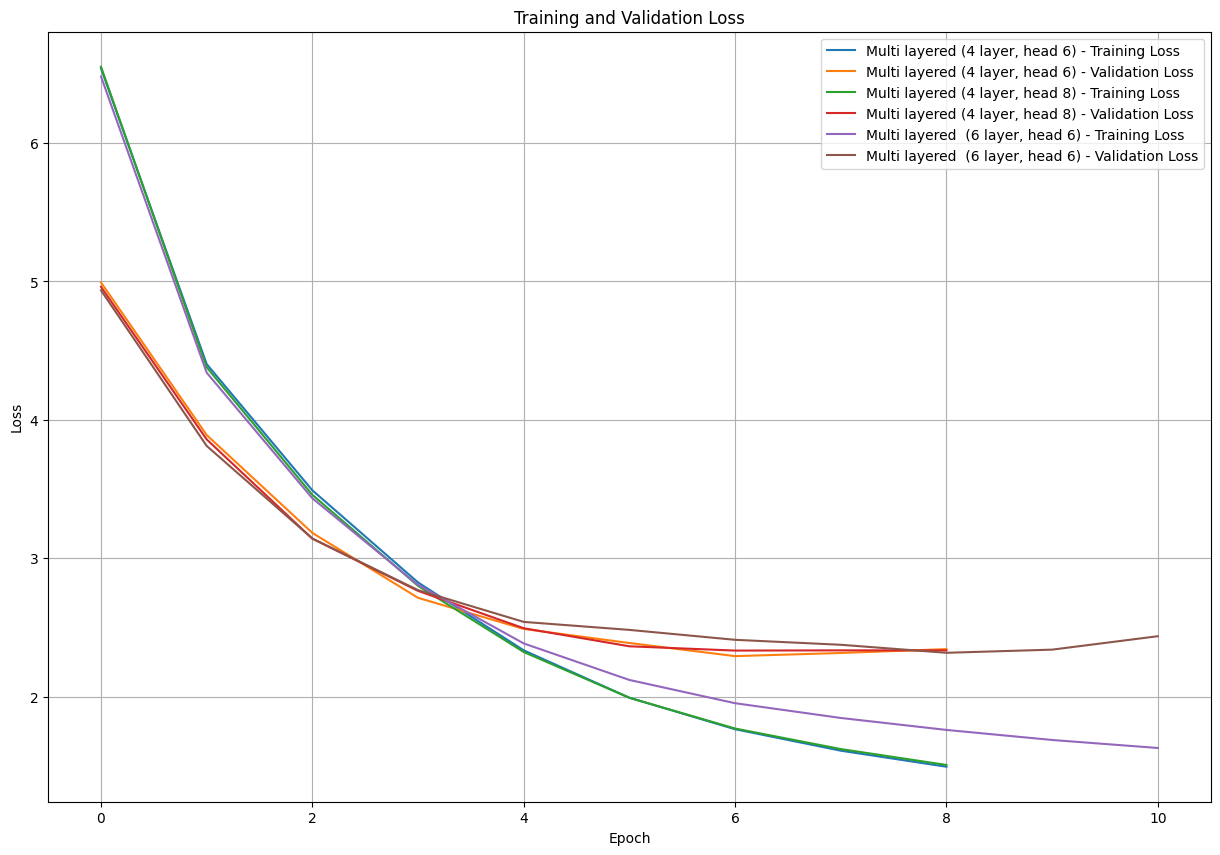 Training and Validation Loss
Multi layered (4 layer, head 6) - Training Loss
Multi layered (4 layer, head 6) - Validation Loss
Multi layered (4 layer, head 8) - Training Loss
Multi layered (4 layer, head 8) - Validation Loss
Multi layered  (6 layer, head 6) - Training Loss
Multi layered  (6 layer, head 6) - Validation Loss
6
5
4
3
2
Loss
0 2 4 6 8 10
Epoch